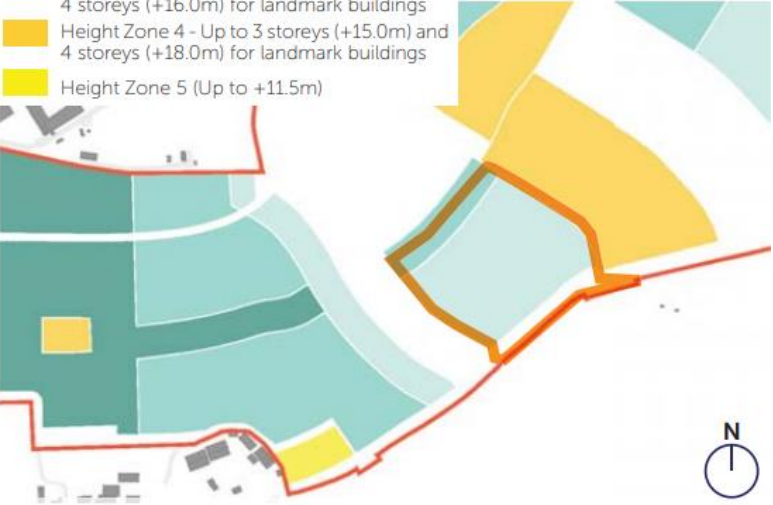 4 storeys (+16.0m) for landmark buildings
Height Zone 4 - Up to 3 storeys (+15.0m) and
4 storeys (+18.0m) for landmark buildings
Height Zone 5 (Up to +11.5m)
N